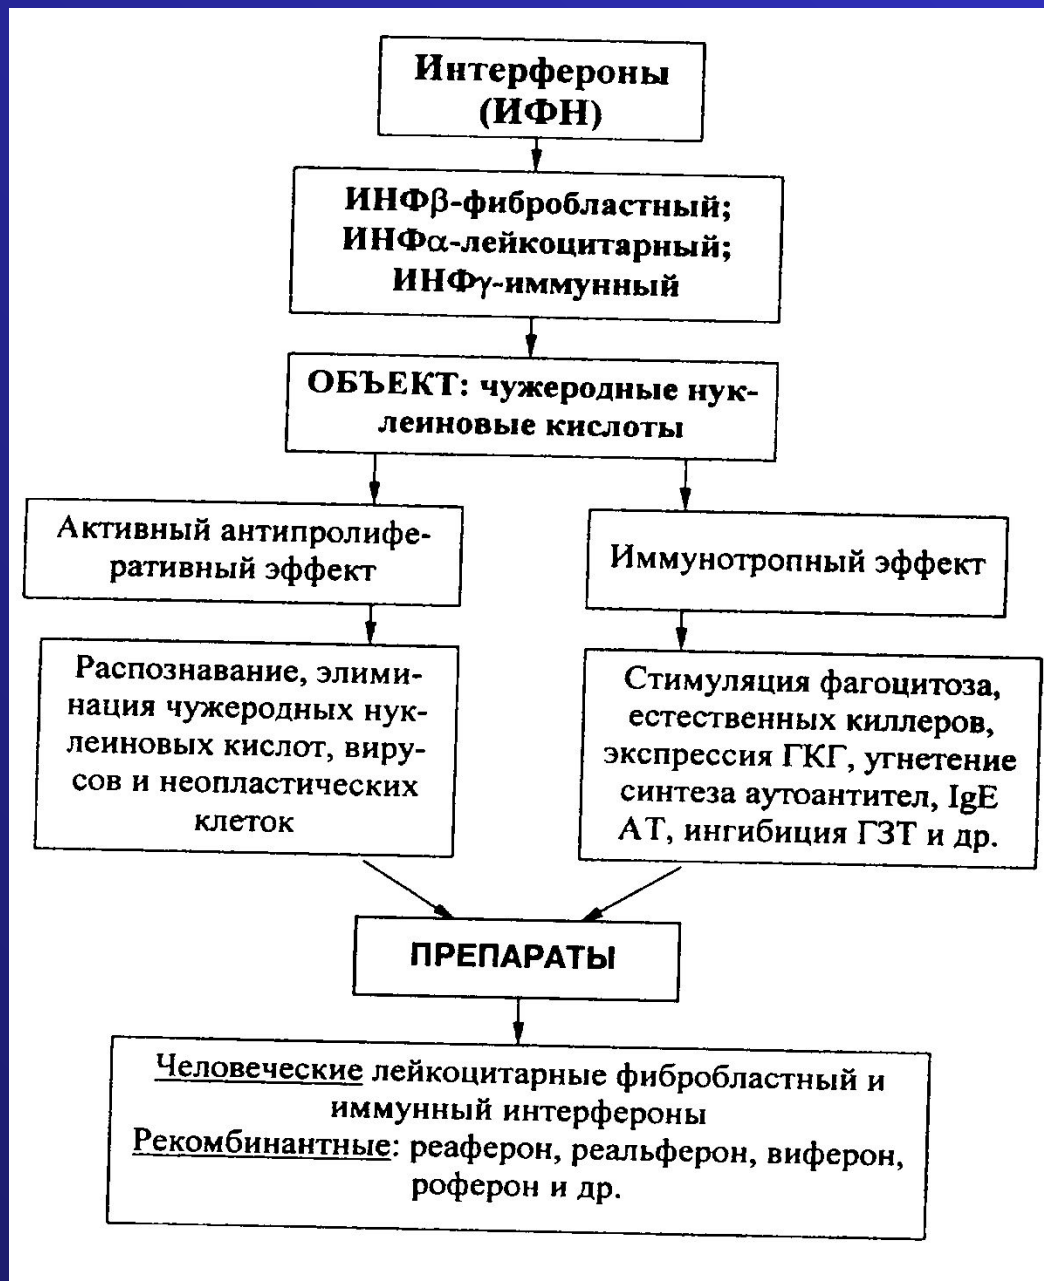 Интерфероны
(ИФН)
ИНФβ-фибробластный;
ИНФα-лейкоцитарный;
ИНФγ-иммунный
ОБЪЕКТ: чужеродные нук-
леиновые кислоты
Активный антипролифе-
ративный эффект
Иммунотропный эффект
Распознавание, элими-
нация чужеродных нук-
леиновых кислот, виру-
сов и неопластических
клеток
Стимуляция фагоцитоза,
естественных киллеров,
экспрессия ГКГ, угнетение
синтеза аутоантител, IgE
АТ, ингибиция ГЗТ и др.
ПРЕПАРАТЫ
Человеческие лейкоцитарные фибробластный и
иммунный интерфероны
Рекомбинантные: реаферон, реальферон, виферон,
роферон и др.